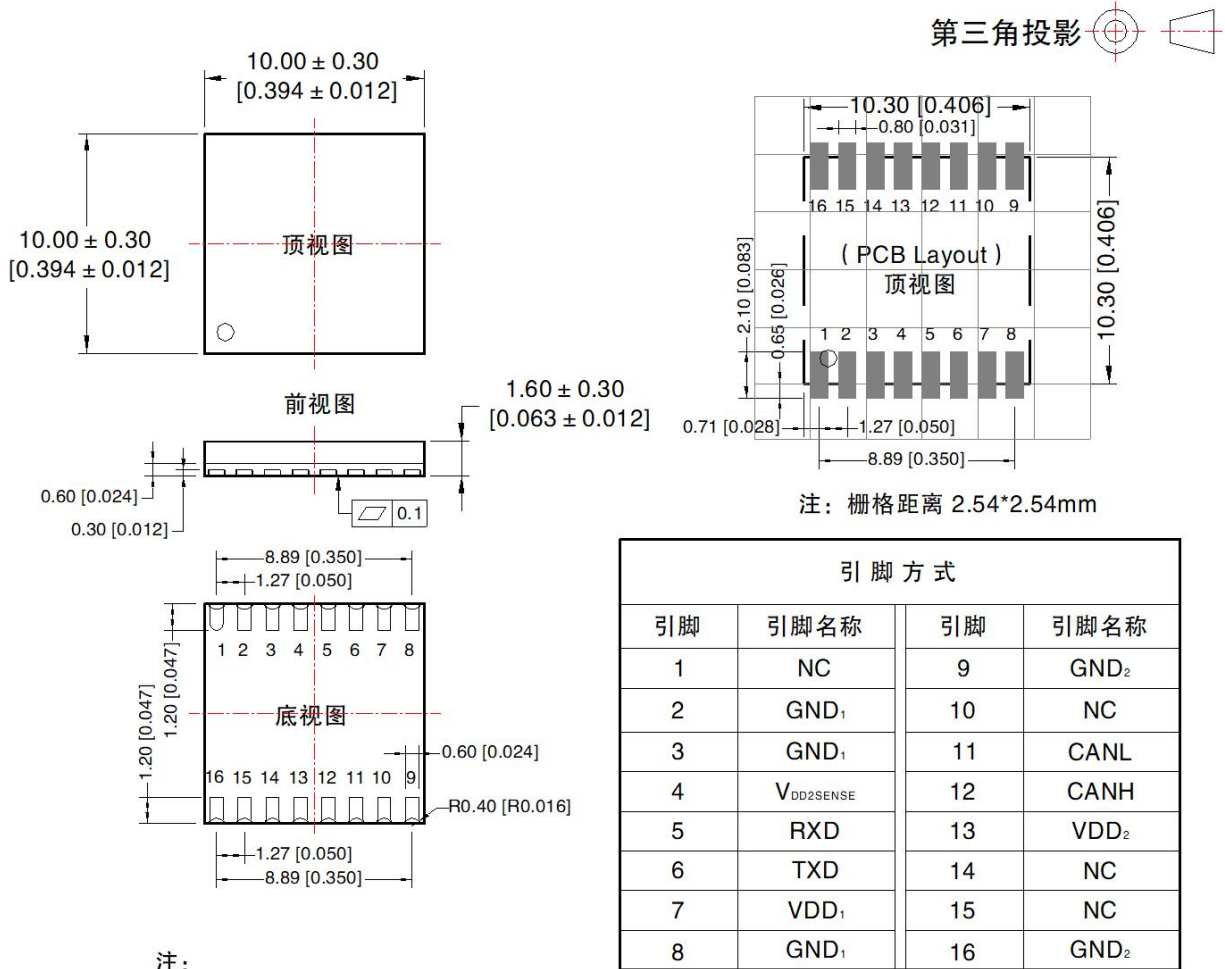 第三角投影
10.00 ± 0.30
[0.394 ± 0.012]
10.00 ± 0.30
[0.394 ± 0.012]
顶视图
前视图
1.60 ± 0.30
[0.063 ± 0.012]
0.60 [0.024]
0.30 [0.012]
0.1
8.89 [0.350]
1.27 [0.050]
1 2 3 4 5 6 7 8
1.20 [0.047]
1.20 [0.047]
底视图
0.60 [0.024]
16 15 14 13 12 11 10 9
R0.40 [R0.016]
1.27 [0.050]
8.89 [0.350]
注：
10.30 [0.406]
0.80 [0.031]
16 15 14 13 12 11 10 9
( PCB Layout )
顶视图
10.30 [0.406]
2.10 [0.083]
0.65 [0.026]
1 2 3 4 5 6 7 8
0.71 [0.028]
1.27 [0.050]
8.89 [0.350]
注：栅格距离 2.54*2.54mm
引脚方式
引脚 引脚名称 引脚 引脚名称
1 NC 9 GND₂
2 GND₁ 10 NC
3 GND₁ 11 CANL
4 VDD2SENSE 12 CANH
5 RXD 13 VDD₂
6 TXD 14 NC
7 VDD₁ 15 NC
8 GND₁ 16 GND₂